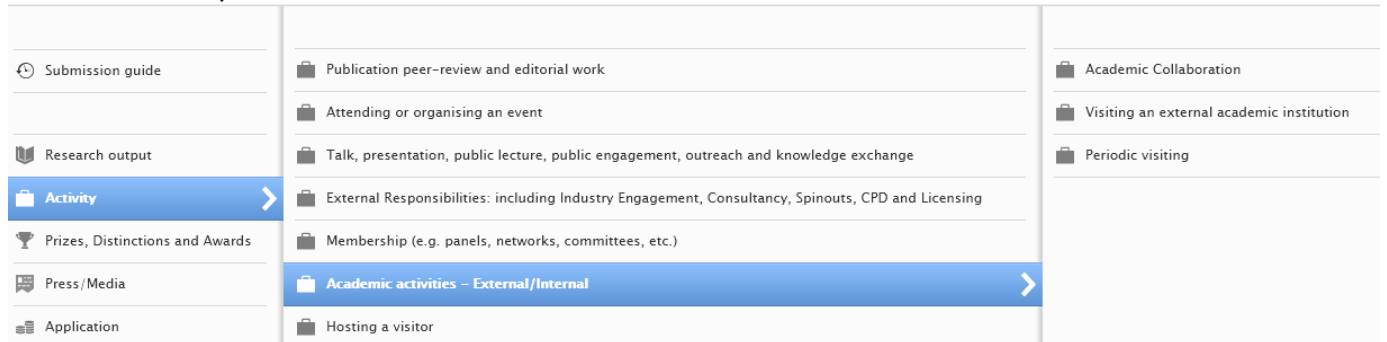 Submission guide
Research output
Activity
Prizes, Distinctions and Awards
Press/Media
Application
Publication peer-review and editorial work
Attending or organising an event
Talk, presentation, public lecture, public engagement, outreach and knowledge exchange
External Responsibilities: including Industry Engagement, Consultancy, Spinouts, CPD and Licensing
Membership (e.g. panels, networks, committees, etc.)
Academic activities – External/Internal
Hosting a visitor
Academic Collaboration
Visiting an external academic institution
Periodic visiting